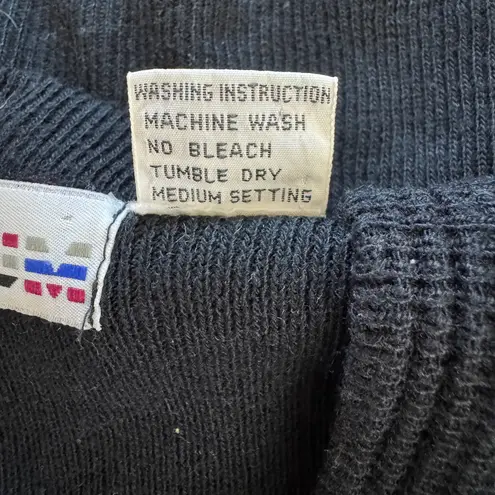 WASHING INSTRUCTION
MACHINE WASH
NO BLEACH
TUMBLE DRY
MEDIUM SETTING
M